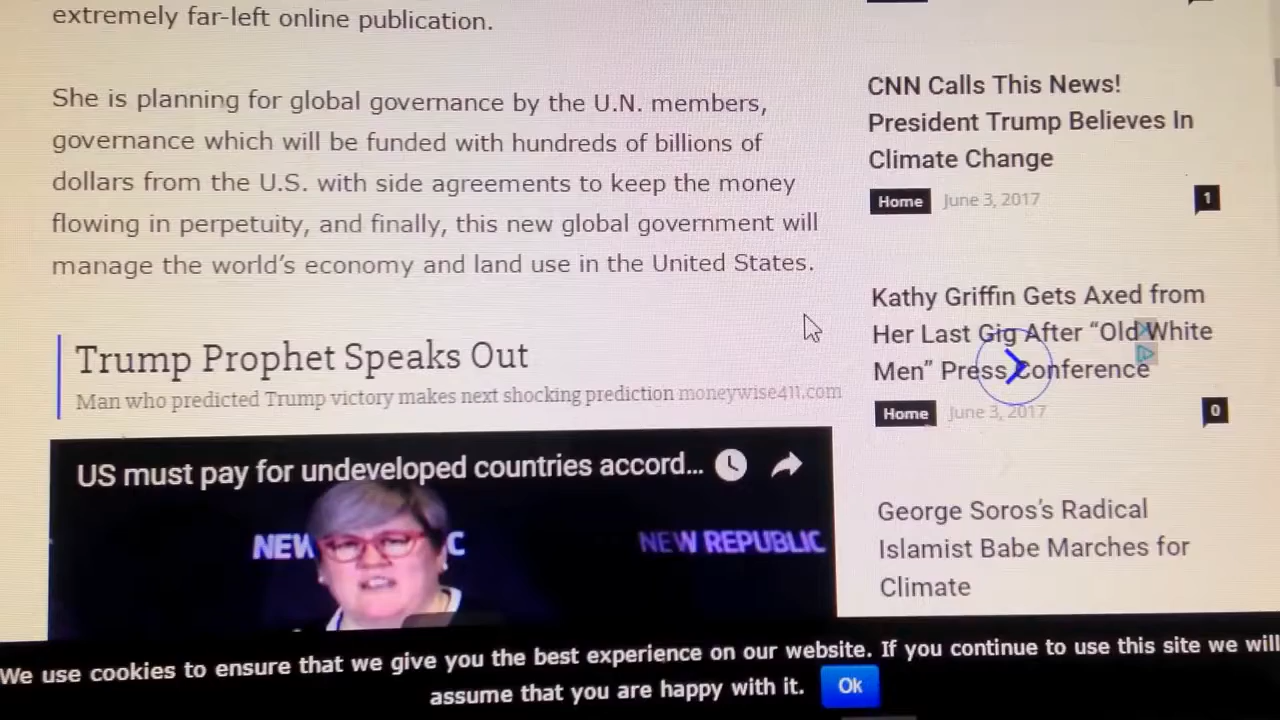 extremely far-left online publication.
She is planning for global governance by the U.N. members,
governance which will be funded with hundreds of billions of
dollars from the U.S. with side agreements to keep the money
flowing in perpetuity, and finally, this new global government will
manage the world's economy and land use in the United States.
Trump Prophet Speaks Out
Man who predicted Trump victory makes next shocking prediction moneywise411.com
US must pay for undeveloped countries accord...
NEW C
NEW REPUBLIC
CNN Calls This News!
President Trump Believes In
Climate Change
Home June 3, 2017 1
Kathy Griffin Gets Axed from
Her Last Gig After “Old White
Men” Press Conference
Home June 3, 2017 0
George Soros's Radical
Islamist Babe Marches for
Climate
We use cookies to ensure that we give you the best experience on our website. If you continue to use this site we will
assume that you are happy with it. Ok